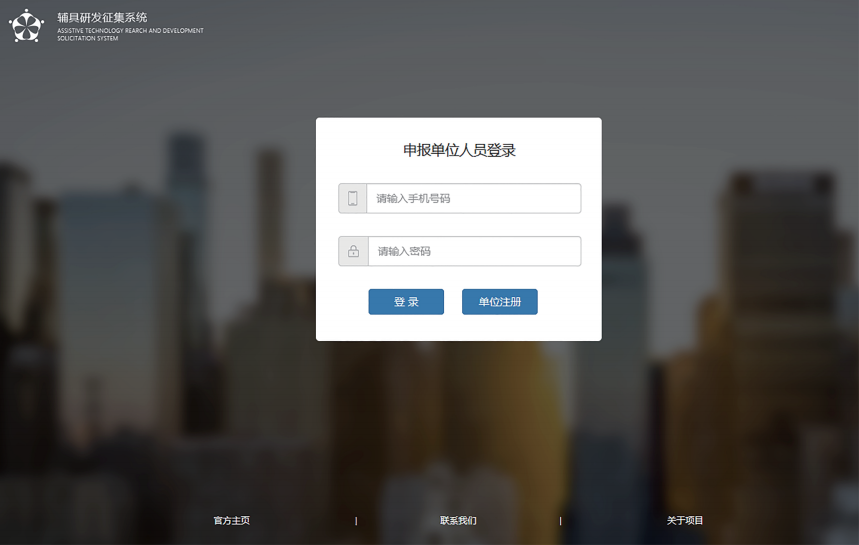 辅具研发征集系统
ASSISTIVE TECHNOLOGY REARCH AND DEVELOPMENT
SOLICITATION SYSTEM
申报单位人员登录
请输入手机号码
请输入密码
登 录 单位注册
官方主页 | 联系我们 | 关于项目